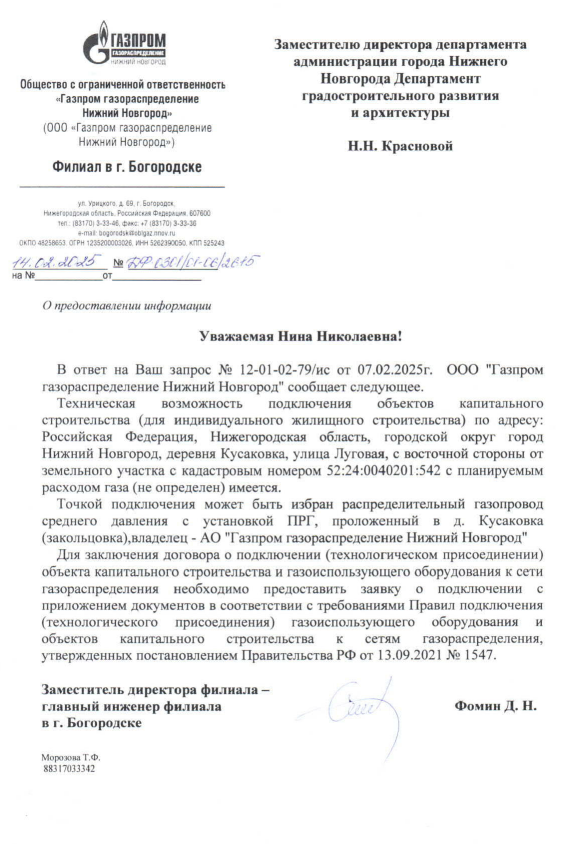 ГАЗПРОМ
ГАЗОРАСПРЕДЕЛЕНИЕ
НИЖНИЙ НОВГОРОД
Общество с ограниченной ответственность
«Газпром газораспределение
Нижний Новгород»
(ООО «Газпром газораспределение
Нижний Новгород»)
Филиал в г. Богородске
ул. Урицкого, д. 69, г. Богородск,
Нижегородская область, Российская Федерация, 607600
тел.: (83170) 3-33-46, факс: +7 (83170) 3-33-36
e-mail: bogorodsk@oblgaz.nnov.ru
ОКПО 48258653, ОГРН 1235200003026, ИНН 5262390050, КПП 525243
14.02.2025 №
на № от
Заместителю директора департамента
администрации города Нижнего
Новгорода Департамент
градостроительного развития
и архитектуры
Н.Н. Красновой
О предоставлении информации
Уважаемая Нина Николаевна!
В ответ на Ваш запрос № 12-01-02-79/ис от 07.02.2025г. ООО "Газпром
газораспределение Нижний Новгород" сообщает следующее.
Техническая возможность подключения объектов капитального
строительства (для индивидуального жилищного строительства) по адресу:
Российская Федерация, Нижегородская область, городской округ город
Нижний Новгород, деревня Кусаковка, улица Луговая, с восточной стороны от
земельного участка с кадастровым номером 52:24:0040201:542 с планируемым
расходом газа (не определен) имеется.
Точкой подключения может быть избран распределительный газопровод
среднего давления с установкой ПРГ, проложенный в д. Кусаковка
(закольцовка),владелец - АО "Газпром газораспределение Нижний Новгород"
Для заключения договора о подключении (технологическом присоединении)
объекта капитального строительства и газоиспользующего оборудования к сети
газораспределения необходимо предоставить заявку о подключении с
приложением документов в соответствии с требованиями Правил подключения
(технологического присоединения) газоиспользующего оборудования и
объектов капитального строительства к сетям газораспределения,
утвержденных постановлением Правительства РФ от 13.09.2021 № 1547.
Заместитель директора филиала –
главный инженер филиала
в г. Богородске
Фомин Д. Н.
Морозова Т.Ф.
88317033342